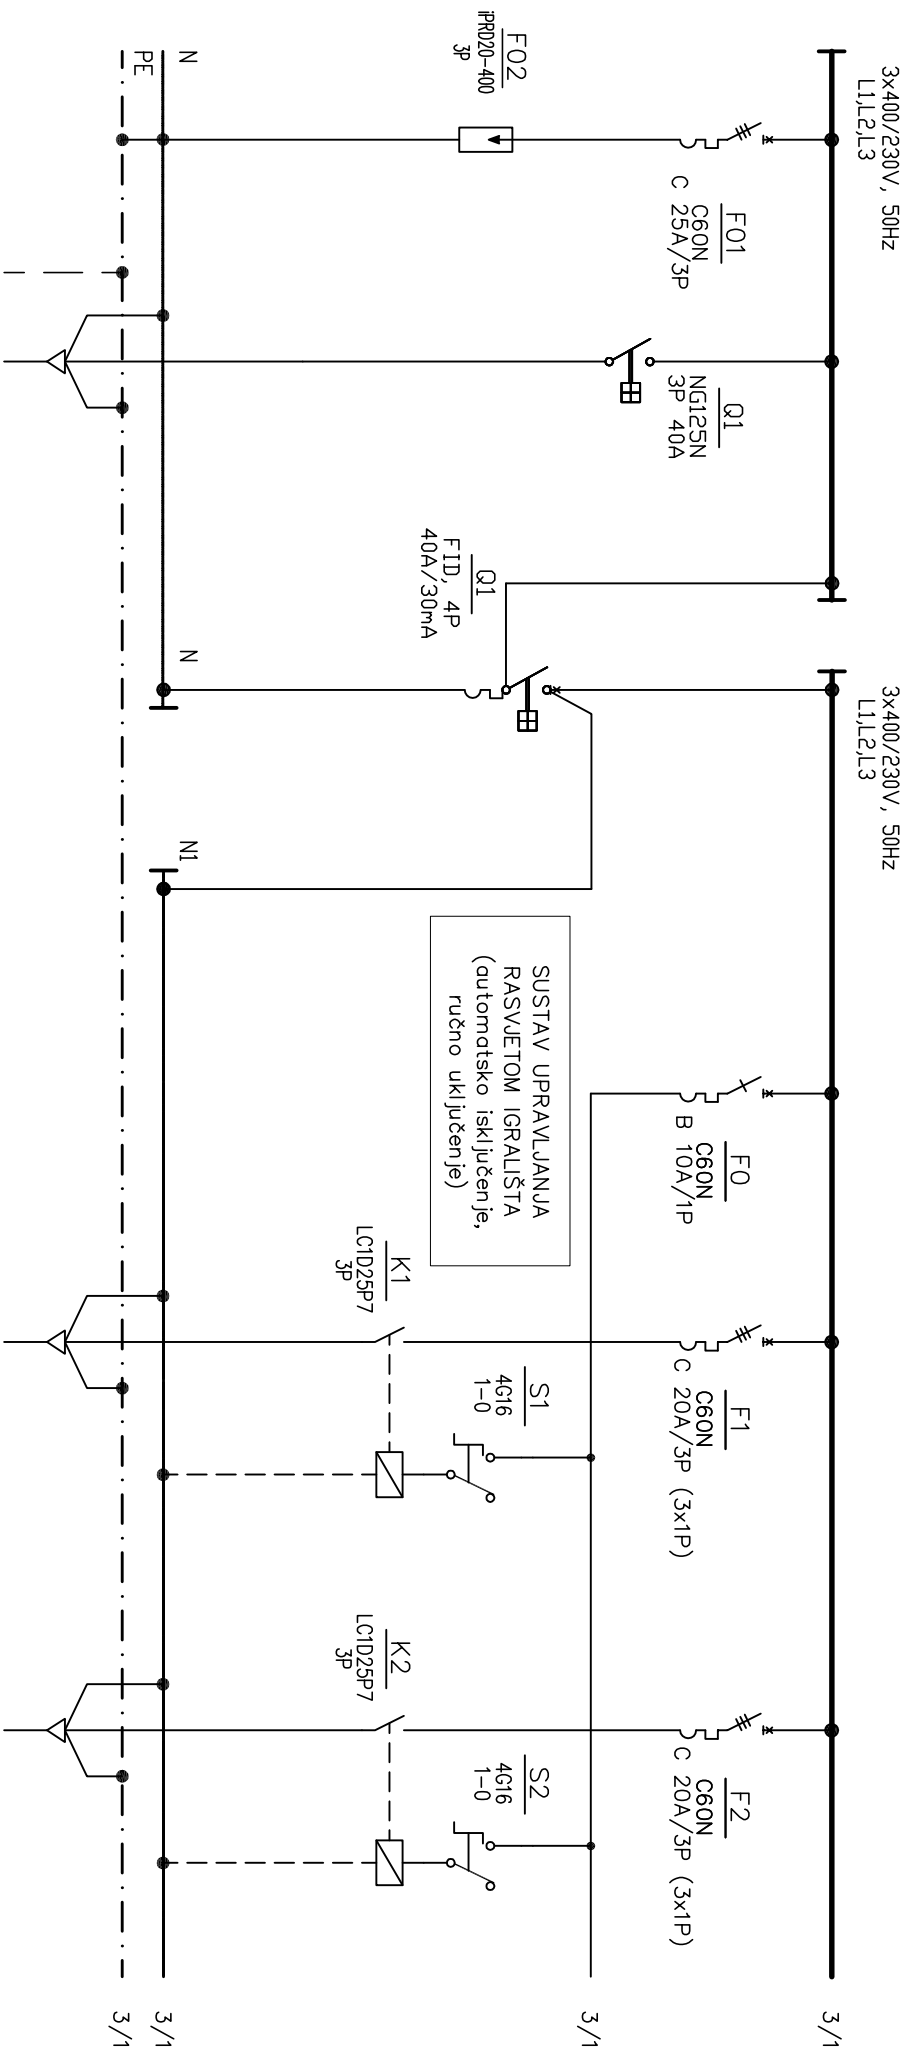 3x400/230V, 50Hz
L1,L2,L3
3x400/230V, 50Hz
L1,L2,L3
F01
C60N
C 25A/3P
Q1
NG125N
3P 40A
F02
iPRD20-400
3P
Q1
FID, 4P
40A/30mA
N
PE
N
N1
SUSTAV UPRAVLJANJA
RASVJETOM IGRALIŠTA
(automatsko isključenje,
ručno uključenje)
F0
C60N
B 10A/1P
F1
C60N
C 20A/3P (3x1P)
F2
C60N
C 20A/3P (3x1P)
S1
4G16
1-0
S2
4G16
1-0
K1
LC1D25P7
3P
K2
LC1D25P7
3P
3/1
3/1
3/1
3/1